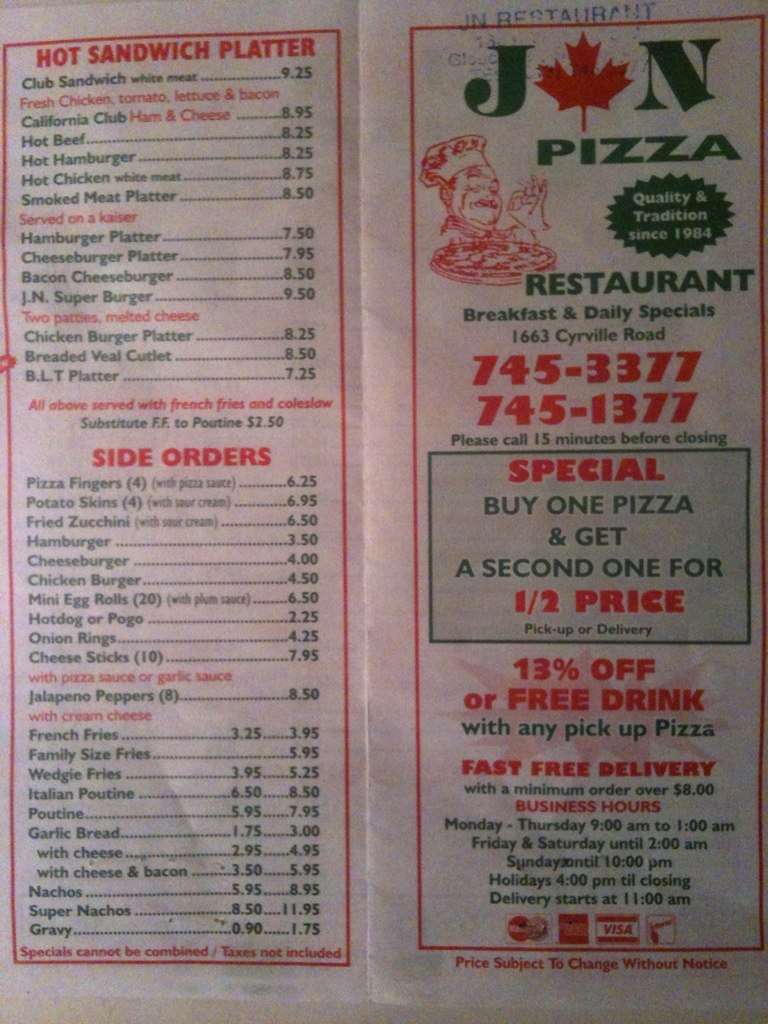 HOT SANDWICH PLATTER
Club Sandwich white meat ....................9.25
Fresh Chicken, tomato, lettuce & bacon
California Club Ham & Cheese ...........8.95
Hot Beef................................................8.25
Hot Hamburger....................................8.25
Hot Chicken white meat........................8.75
Smoked Meat Platter...........................8.50
Served on a kaiser
Hamburger Platter..............................7.50
Cheeseburger Platter..........................7.95
Bacon Cheeseburger...........................8.50
J.N. Super Burger................................9.50
Two patties, melted cheese
Chicken Burger Platter .......................8.25
Breaded Veal Cutlet ...........................8.50
B.L.T Platter ........................................7.25
All above served with french fries and coleslaw
Substitute F.F. to Poutine $2.50
SIDE ORDERS
Pizza Fingers (4) (with pizza sauce) ............6.25
Potato Skins (4) (with sour cream) ..............6.95
Fried Zucchini (with sour cream) .................6.50
Hamburger ..........................................3.50
Cheeseburger ......................................4.00
Chicken Burger....................................4.50
Mini Egg Rolls (20) (with plum sauce) .........6.50
Hotdog or Pogo ..................................2.25
Onion Rings.........................................4.25
Cheese Sticks (10) ...............................7.95
with pizza sauce or garlic sauce
Jalapeno Peppers (8)............................8.50
with cream cheese
French Fries............................3.25......3.95
Family Size Fries..................................5.95
Wedgie Fries ..........................3.95......5.25
Italian Poutine .......................6.50......8.50
Poutine...................................5.95......7.95
Garlic Bread...........................1.75......3.00
with cheese..........................2.95......4.95
with cheese & bacon ..........3.50......5.95
Nachos ...................................5.95......8.95
Super Nachos ........................8.50....11.95
Gravy......................................0.90......1.75
Specials cannot be combined / Taxes not included
JN RESTAURANT
J N
PIZZA
Quality &
Tradition
since 1984
RESTAURANT
Breakfast & Daily Specials
1663 Cyrville Road
745-3377
745-1377
Please call 15 minutes before closing
SPECIAL
BUY ONE PIZZA
& GET
A SECOND ONE FOR
1/2 PRICE
Pick-up or Delivery
13% OFF
or FREE DRINK
with any pick up Pizza
FAST FREE DELIVERY
with a minimum order over $8.00
BUSINESS HOURS
Monday - Thursday 9:00 am to 1:00 am
Friday & Saturday until 2:00 am
Sunday until 10:00 pm
Holidays 4:00 pm til closing
Delivery starts at 11:00 am
MasterCard VISA
Price Subject To Change Without Notice